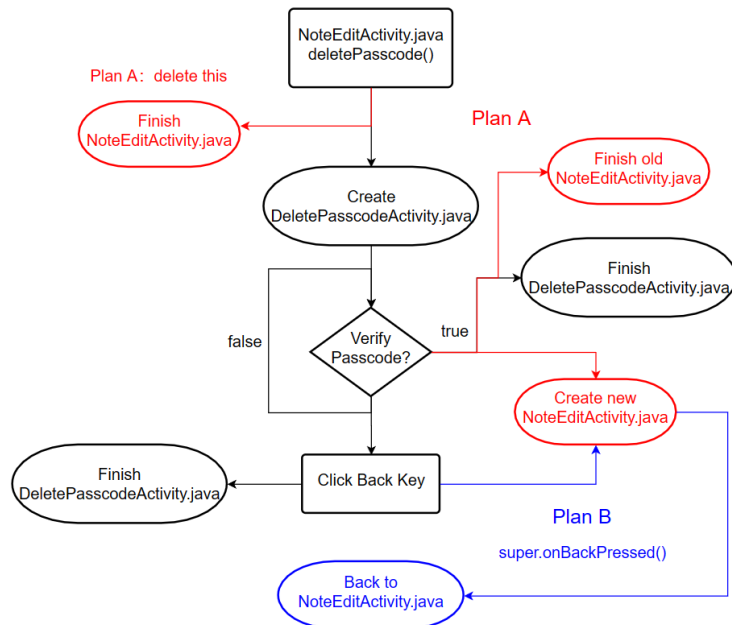 NoteEditActivity.java
deletePasscode()
Plan A: delete this
Finish
NoteEditActivity.java
Plan A
Finish old
NoteEditActivity.java
Create
DeletePasscodeActivity.java
Finish
DeletePasscodeActivity.java
false
true
Verify
Passcode?
Create new
NoteEditActivity.java
Finish
DeletePasscodeActivity.java
Click Back Key
Plan B
super.onBackPressed()
Back to
NoteEditActivity.java